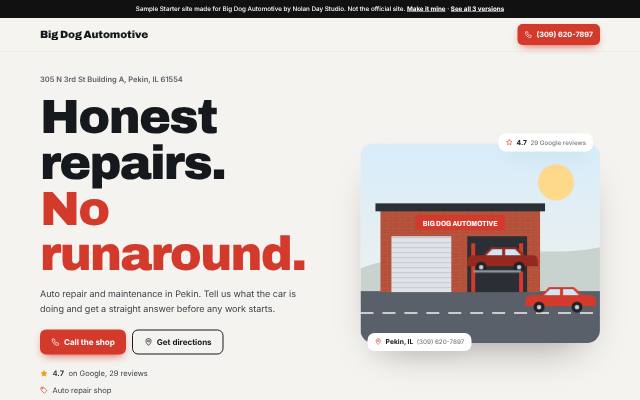 Sample Starter site made for Big Dog Automotive by Nolan Day Studio. Not the official site. Make it mine · See all 3 versions
Big Dog Automotive
(309) 620-7897
305 N 3rd St Building A, Pekin, IL 61554
Honest
repairs.
No
runaround.
Auto repair and maintenance in Pekin. Tell us what the car is
doing and get a straight answer before any work starts.
Call the shop
Get directions
4.7 on Google, 29 reviews
Auto repair shop
4.7 29 Google reviews
BIG DOG AUTOMOTIVE
Pekin, IL (309) 620-7897